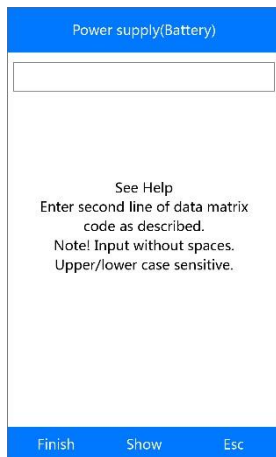 Power supply(Battery)
See Help
Enter second line of data matrix
code as described.
Note! Input without spaces.
Upper/lower case sensitive.
Finish Show Esc